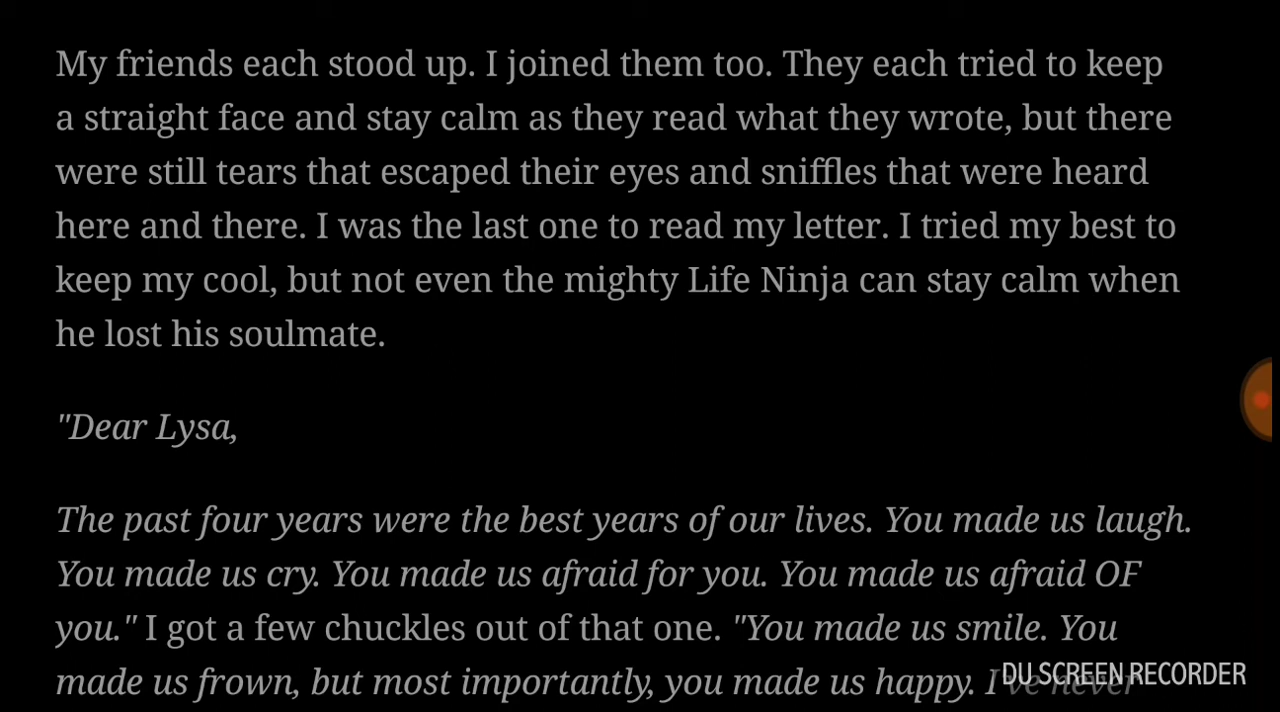 My friends each stood up. I joined them too. They each tried to keep
a straight face and stay calm as they read what they wrote, but there
were still tears that escaped their eyes and sniffles that were heard
here and there. I was the last one to read my letter. I tried my best to
keep my cool, but not even the mighty Life Ninja can stay calm when
he lost his soulmate.
"Dear Lysa,
The past four years were the best years of our lives. You made us laugh.
You made us cry. You made us afraid for you. You made us afraid OF
you." I got a few chuckles out of that one. "You made us smile. You
made us frown, but most importantly, you made us happy. I've never
DU SCREEN RECORDER